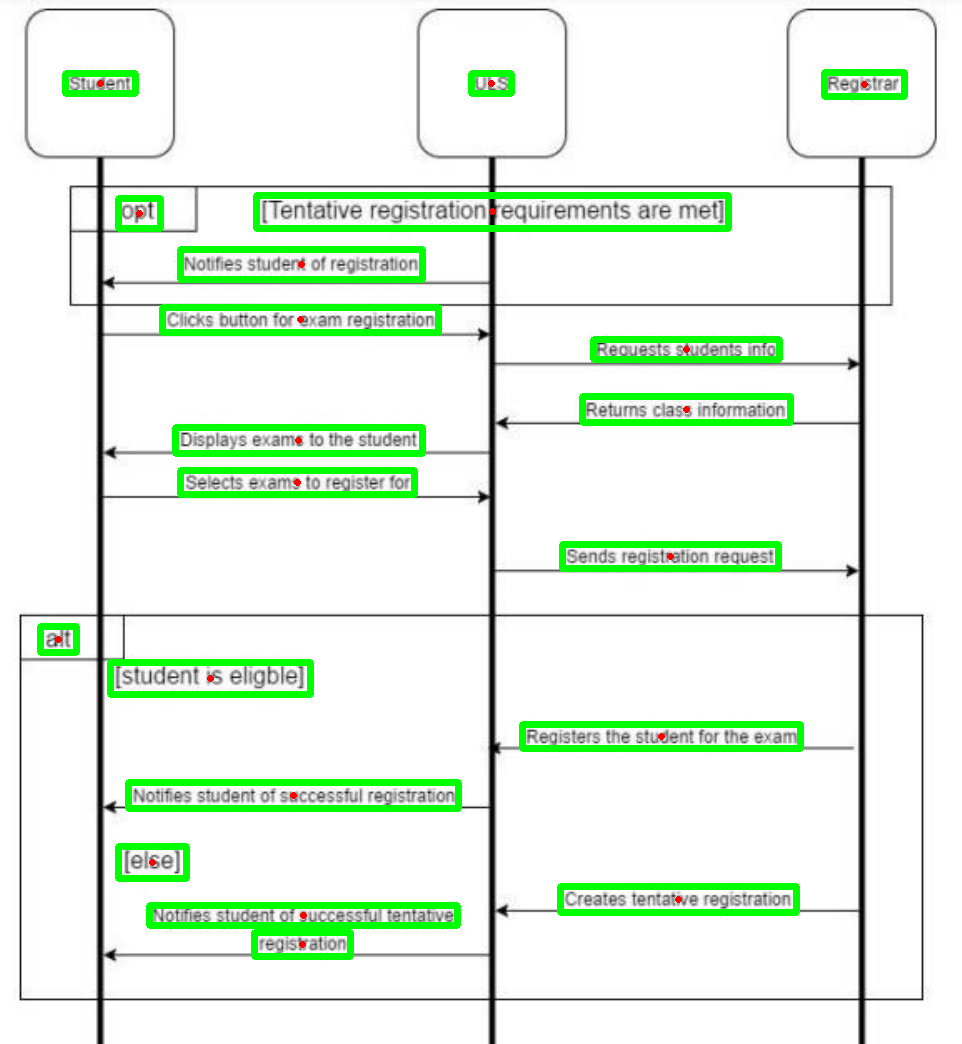 Student
Registrar
opt
[Tentative registration requirements are met]
Notifies student of registration
Clicks button for exam registration
Requests students info
Returns class information
Displays exams to the student
Selects exams to register for
Sends registration request
alt
[student is eligble]
Registers the student for the exam
Notifies student of successful registration
[else]
Creates tentative registration
Notifies student of successful tentative
registration